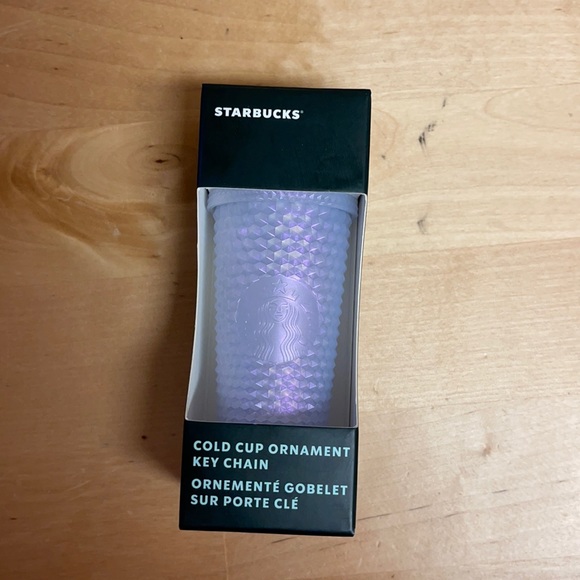 STARBUCKS®
COLD CUP ORNAMENT
KEY CHAIN
ORNEMENTÉ GOBELET
SUR PORTE CLÉ